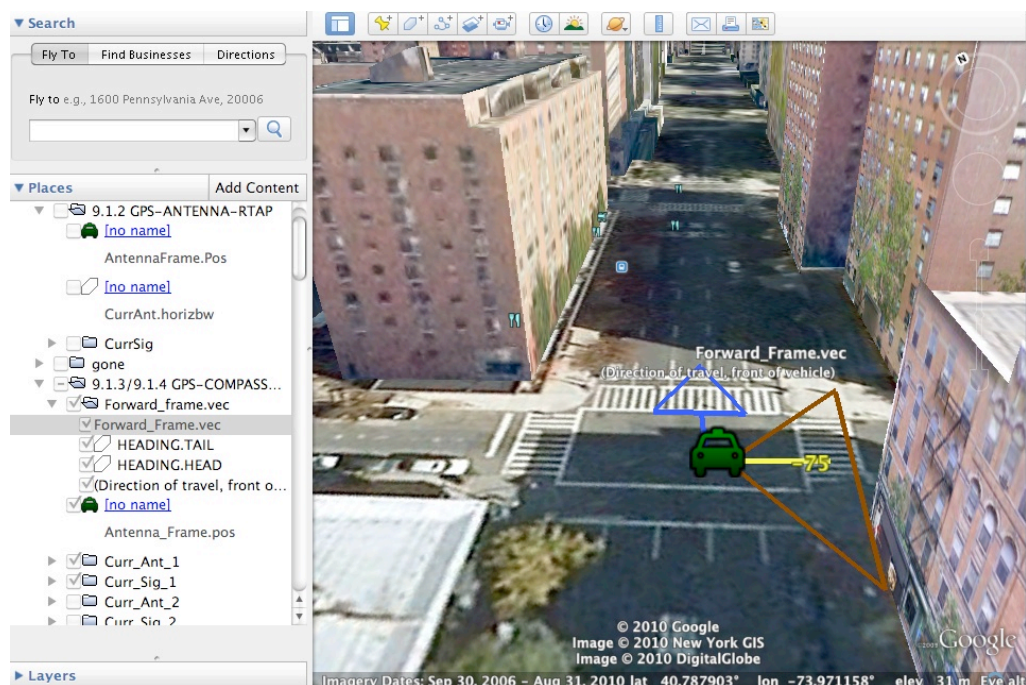 Search
Fly To Find Businesses Directions
Fly to e.g., 1600 Pennsylvania Ave, 20006
Places Add Content
9.1.2 GPS-ANTENNA-RTAP
[no name]
AntennaFrame.Pos
[no name]
CurrAnt.horizbw
CurrSig
gone
9.1.3/9.1.4 GPS-COMPASS...
Forward_frame.vec
Forward_Frame.vec
HEADING.TAIL
HEADING.HEAD
(Direction of travel, front o...
[no name]
Antenna_Frame.pos
Curr_Ant_1
Curr_Sig_1
Curr_Ant_2
Curr_Sig_2
Layers
N
Forward_Frame.vec
(Direction of travel, front of vehicle)
-75
© 2010 Google
Image © 2010 New York GIS
Image © 2010 DigitalGlobe
Google
Imagery Dates: Sep 30, 2006 - Aug 31, 2010 lat 40.787903° lon -73.971158° elev 31 m Eye alt